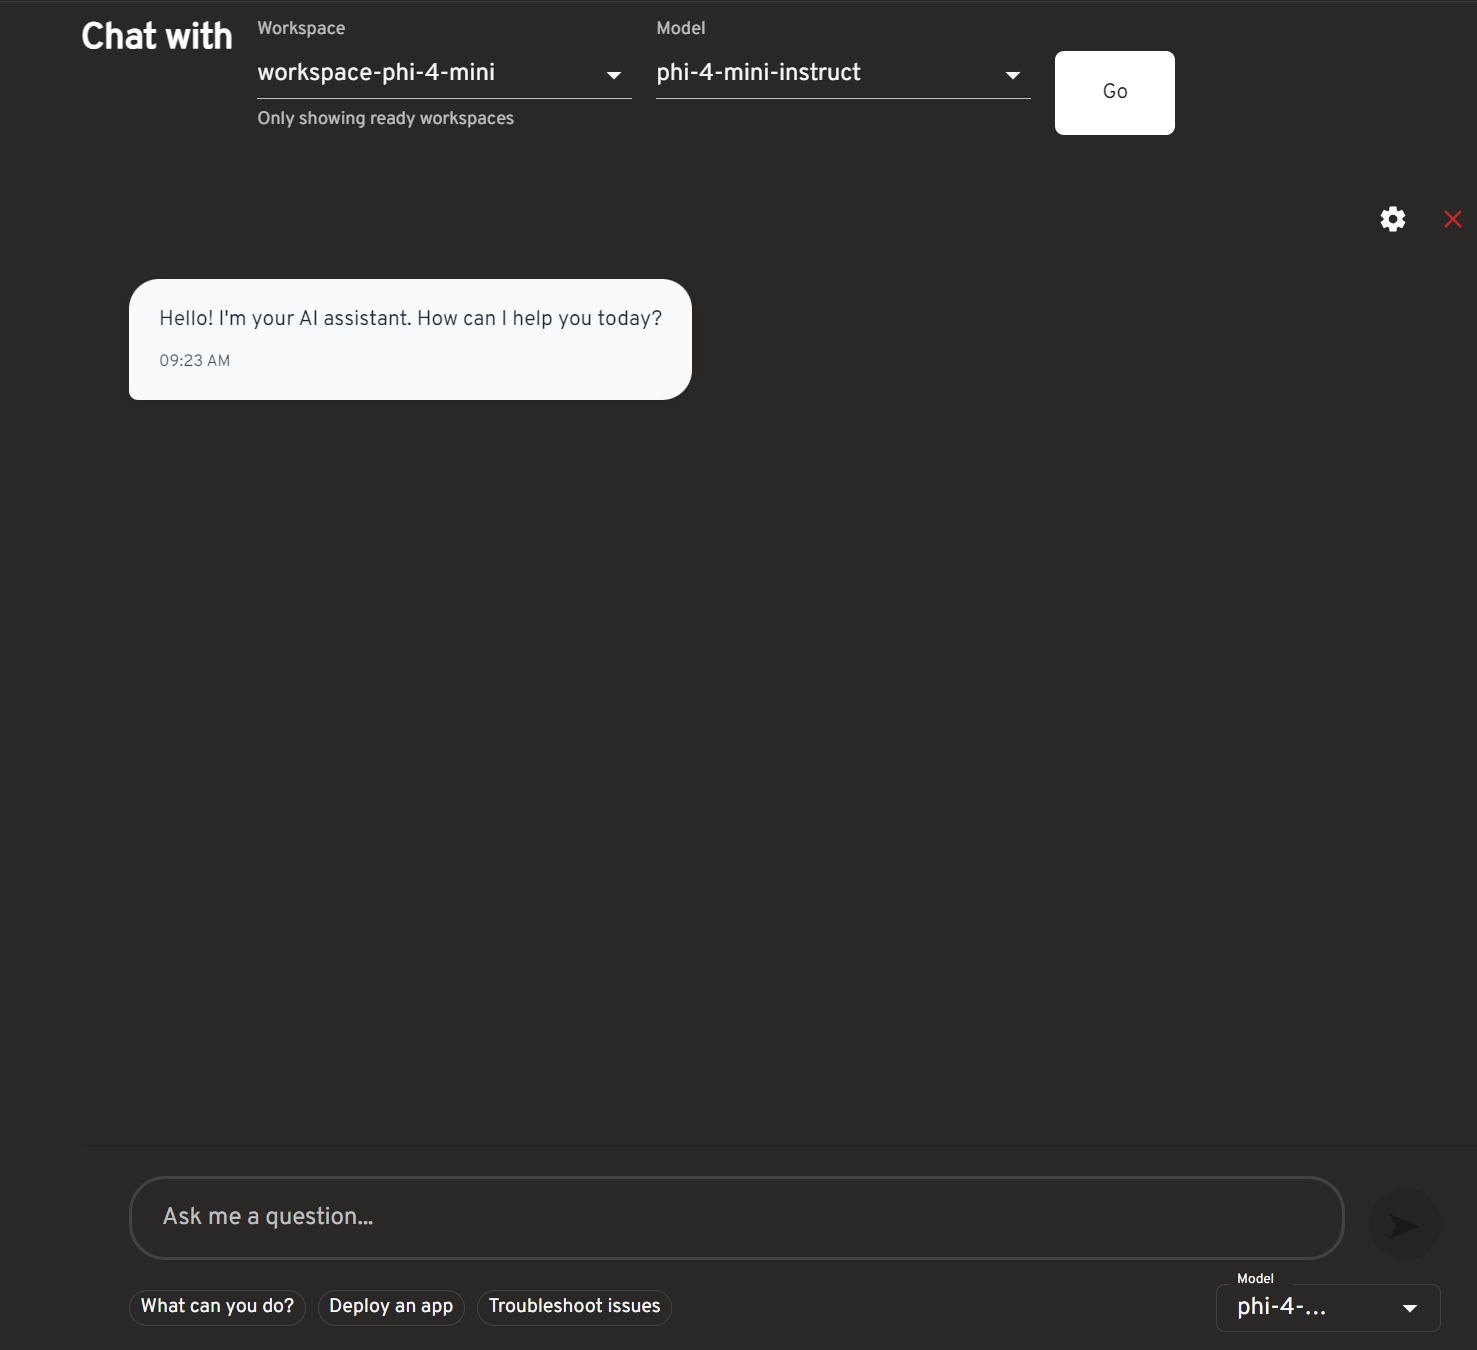 Chat with
Workspace
workspace-phi-4-mini
Only showing ready workspaces
Model
phi-4-mini-instruct
Go
Hello! I'm your AI assistant. How can I help you today?
09:23 AM
Ask me a question...
What can you do?
Deploy an app
Troubleshoot issues
Model
phi-4-...